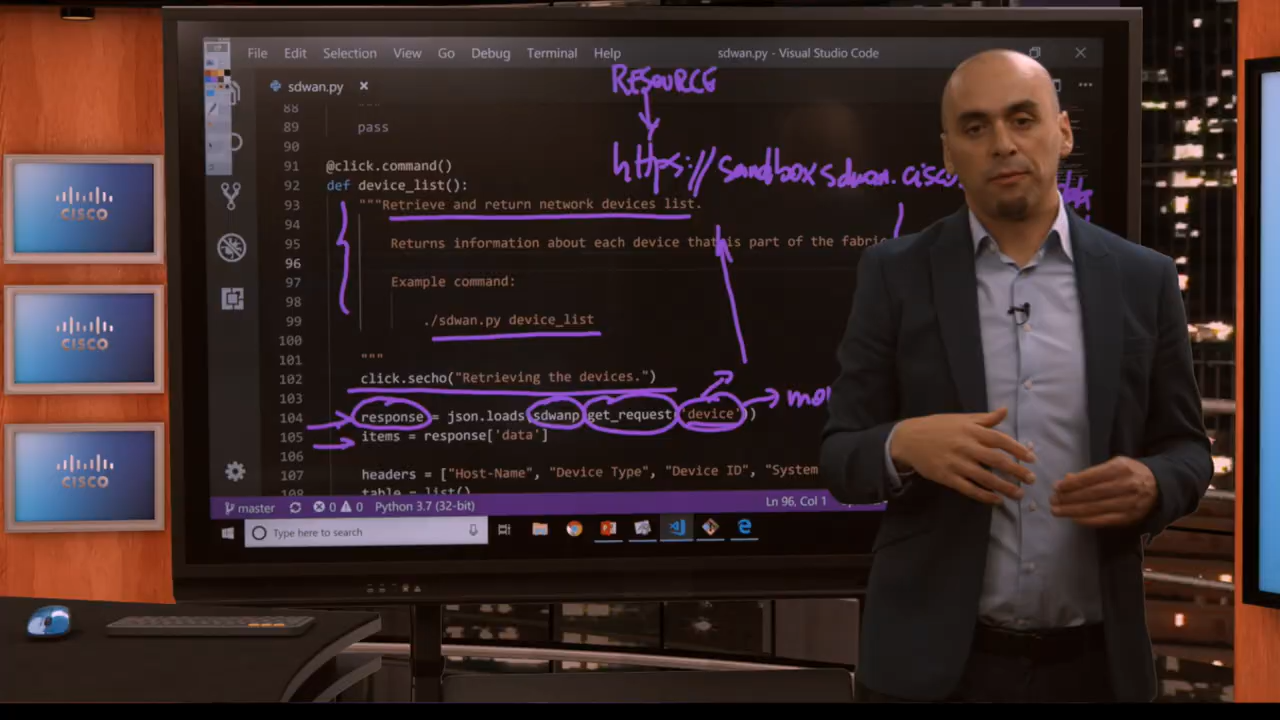 File Edit Selection View Go Debug Terminal Help sdwan.py - Visual Studio Code
sdwan.py
RESOURCE
https://sandboxsdwan.cisco.
88 """
89 pass
90
91 @click.command()
92 def device_list():
93 """Retrieve and return network devices list.
94
95 Returns information about each device that is part of the fabric
96
97 Example command:
98
99 ./sdwan.py device_list
100
101 """
102 click.secho("Retrieving the devices.")
103
104 response = json.loads(sdwanp.get_request('device'))
105 items = response['data']
106
107 headers = ["Host-Name", "Device Type", "Device ID", "System
108 table = list()
master 0 0 Python 3.7 (32-bit) Ln 96, Col 1
Type here to search
CISCO
CISCO
CISCO